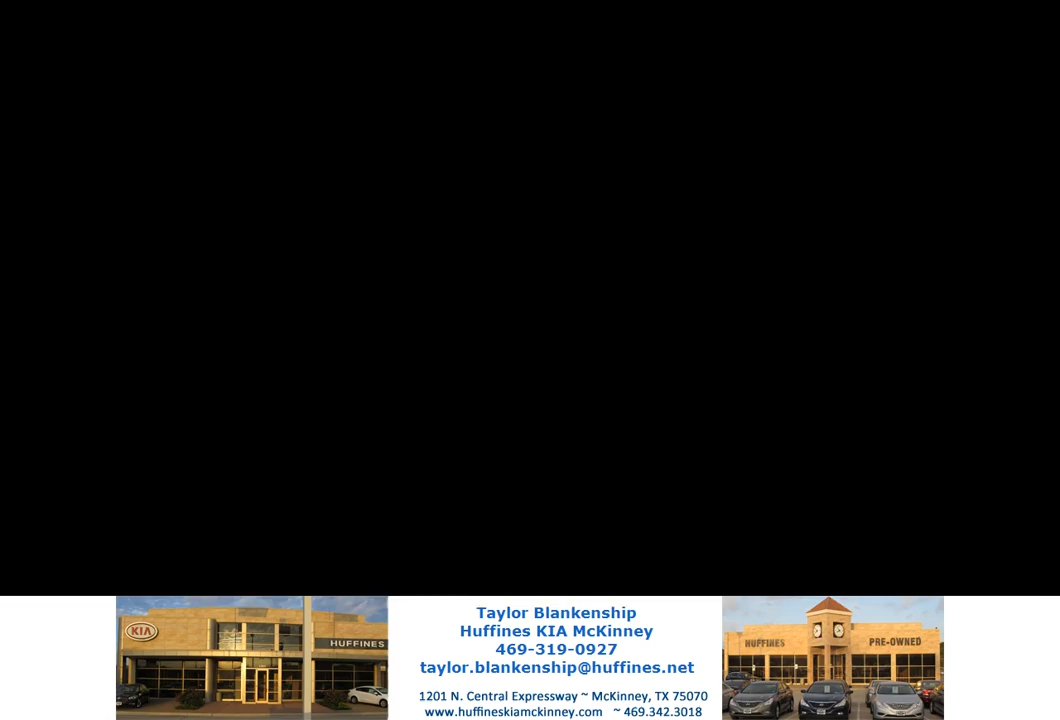 KIA
HUFFINES
Taylor Blankenship
Huffines KIA McKinney
469-319-0927
taylor.blankenship@huffines.net
1201 N. Central Expressway ~ McKinney, TX 75070
www.huffineskiamckinney.com ~ 469.342.3018
HUFFINES
PRE-OWNED